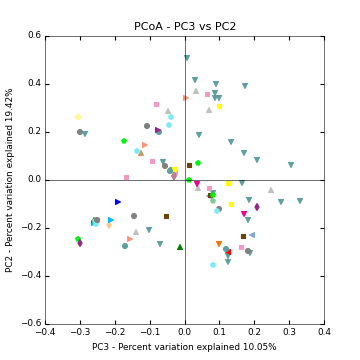 PCoA - PC3 vs PC2
0.6
0.4
0.2
0.0
−0.2
−0.4
−0.6
PC2 - Percent variation explained 19.42%
−0.4 −0.3 −0.2 −0.1 0.0 0.1 0.2 0.3 0.4
PC3 - Percent variation explained 10.05%